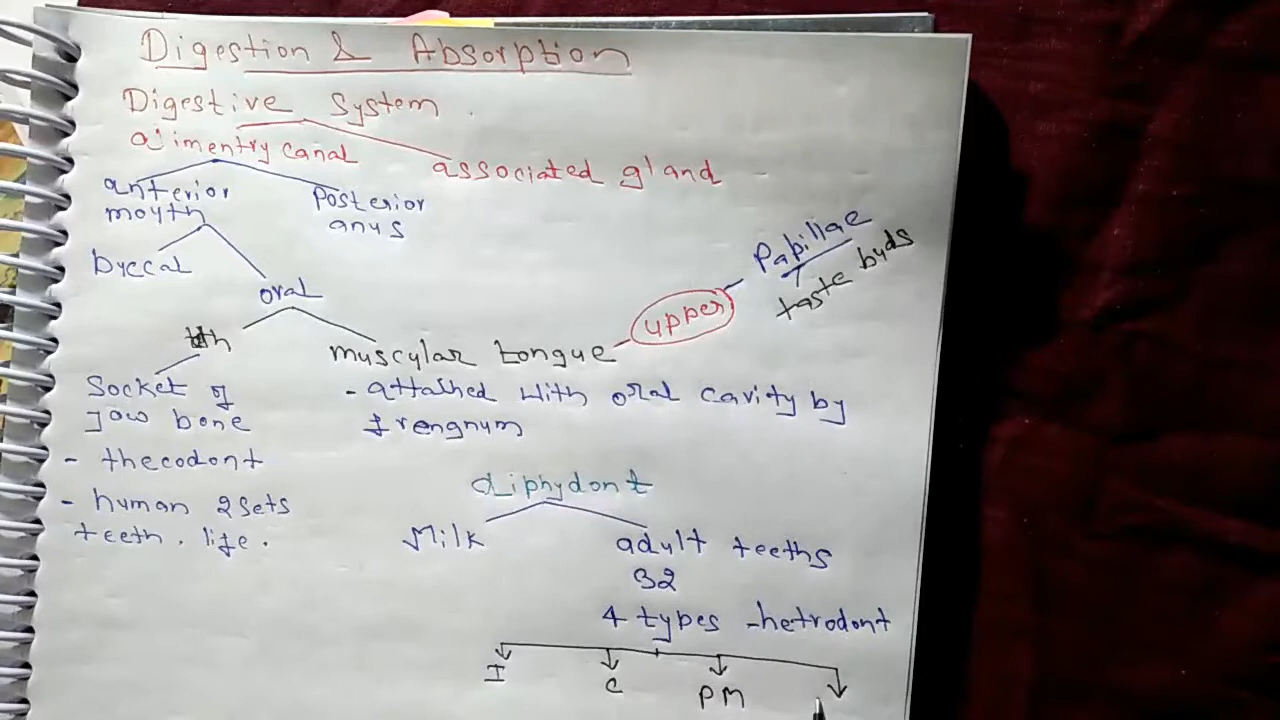 Digestion & Absorption
Digestive System.
alimentry canal
associated gland
anterior
mouth
Posterior
anus
buccal
oral
Papillae
taste buds
upper
muscular tongue
Socket of
jow bone
- thecodont
- human 2 sets
teeth. life.
- attashed with oral cavity by
frengnum
diphydont
Milk
adult teeths
32
4 types - hetrodont
I
C
PM